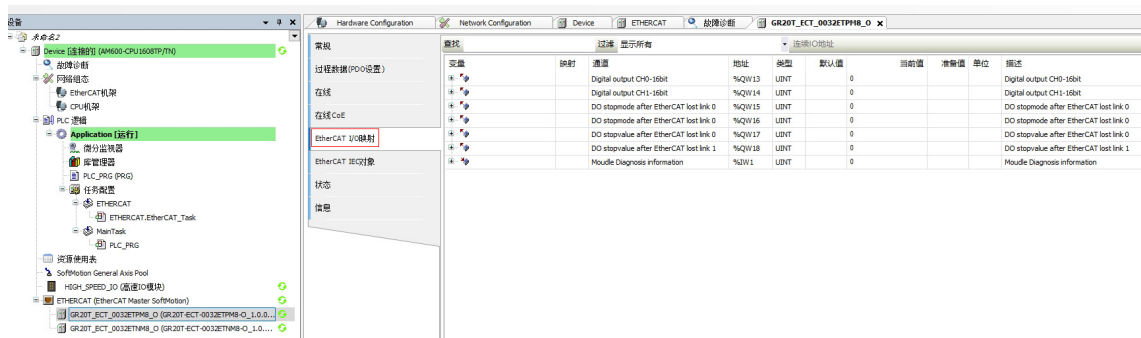 设备
Hardware Configuration
Network Configuration
Device
ETHERCAT
故障诊断
GR20T_ECT_0032ETPM8_O
未命名2
Device [连接的] (AM600-CPU1608TP/TN)
故障诊断
网络组态
EtherCAT机架
CPU机架
PLC 逻辑
Application [运行]
微分监视器
库管理器
PLC_PRG (PRG)
任务配置
ETHERCAT
ETHERCAT.EtherCAT_Task
MainTask
PLC_PRG
资源使用表
SoftMotion General Axis Pool
HIGH_SPEED_IO (高速IO模块)
ETHERCAT (EtherCAT Master SoftMotion)
GR20T_ECT_0032ETPM8_O (GR20T-ECT-0032ETPM8-O_1.0.0...
GR20T_ECT_0032ETNM8_O (GR20T-ECT-0032ETNM8-O_1.0....
常规
过程数据(PDO设置)
在线
在线CoE
EtherCAT I/O映射
EtherCAT IEC对象
状态
信息
查找 过滤 显示所有 连续IO地址
变量 映射 通道 地址 类型 默认值 当前值 准备值 单位 描述
Digital output CH0-16bit %QW13 UINT 0 Digital output CH0-16bit
Digital output CH1-16bit %QW14 UINT 0 Digital output CH1-16bit
DO stopmode after EtherCAT lost link 0 %QW15 UINT 0 DO stopmode after EtherCAT lost link 0
DO stopmode after EtherCAT lost link 0 %QW16 UINT 0 DO stopmode after EtherCAT lost link 0
DO stopvalue after EtherCAT lost link 0 %QW17 UINT 0 DO stopvalue after EtherCAT lost link 0
DO stopvalue after EtherCAT lost link 1 %QW18 UINT 0 DO stopvalue after EtherCAT lost link 1
Moudle Diagnosis information %IW1 UINT 0 Moudle Diagnosis information